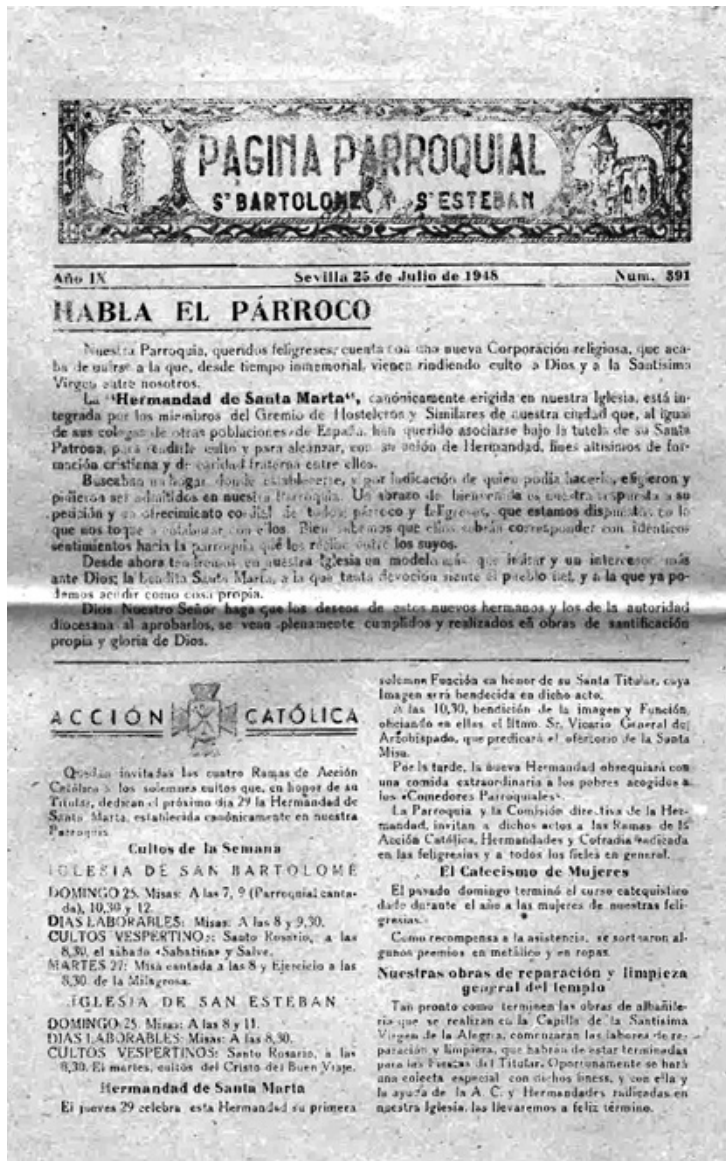 PAGINA PARROQUIAL
Sn BARTOLOME Y Sn ESTEBAN
Año IX Sevilla 25 de Julio de 1948 Num. 391
HABLA EL PÁRROCO
Nuestra Parroquia, queridos feligreses, cuenta con una nueva Corporación religiosa, que aca-
ba de unirse a la que, desde tiempo inmemorial, vienen rindiendo culto a Dios y a la Santísima
Virgen entre nosotros.
La "Hermandad de Santa Marta", canónicamente erigida en nuestra Iglesia, está in-
tegrada por los miembros del Gremio de Hosteleros y Similares de nuestra ciudad que, al igual
de sus colegas de otras poblaciones de España, han querido asociarse bajo la tutela de su Santa
Patrona, para rendirle culto y para alcanzar, con su unión de Hermandad, fines altísimos de for-
mación cristiana y de caridad fraterna entre ellos.
Buscaban un hogar donde establecerse, y por indicación de quien podía hacerlo, eligieron y
pidieron ser admitidos en nuestra Parroquia. Un abrazo de bienvenida es nuestra respuesta a su
petición y un ofrecimiento cordial de todos, párroco y feligreses, que estamos dispuestos en lo
que nos toque a colaborar con ellos. Bien sabemos que ellos sabrán corresponder con idénticos
sentimientos hacia la parroquia qué los recibe entre los suyos.
Desde ahora tendremos en nuestra Iglesia un modelo más que imitar y un intercesor más
ante Dios; la bendita Santa Marta, a la que tanta devoción siente el pueblo fiel, y a la que ya po-
demos acudir como cosa propia.
Dios Nuestro Señor haga que los deseos de estos nuevos hermanos y los de la autoridad
diocesana al aprobarlos, se vean plenamente cumplidos y realizados en obras de santificación
propia y gloria de Dios.
ACCIÓN CATÓLICA
Quedan invitadas las cuatro Ramas de Acción
Católica a los solemnes cultos que, en honor de su
Titular, dedican el próximo día 29 la Hermandad de
Santa Marta, establecida canónicamente en nuestra
Parroquia.
Cultos de la Semana
IGLESIA DE SAN BARTOLOME
DOMINGO 25. Misas: A las 7, 9 (Parroquial canta-
da), 10,30 y 12.
DIAS LABORABLES: Misas: A las 8 y 9,30.
CULTOS VESPERTINOS: Santo Rosario, a las
8,30, el sábado «Sabatina» y Salve.
MARTES 27: Misa cantada a las 8 y Ejercicio a las
8,30 de la Milagrosa.
IGLESIA DE SAN ESTEBAN
DOMINGO 25. Misas: A las 8 y 11.
DIAS LABORABLES: Misas: A las 8,30.
CULTOS VESPERTINOS: Santo Rosario, a las
8,30. El martes, cultos del Cristo del Buen Viaje.
Hermandad de Santa Marta
El jueves 29 celebra esta Hermandad su primera
solemne Función en honor de su Santa Titular, cuya
Imagen será bendecida en dicho acto.
A las 10,30, bendición de la imagen y Función,
oficiando en ellas el Iltmo. Sr. Vicario General del
Arzobispado, que predicará el ofertorio de la Santa
Misa.
Por la tarde, la nueva Hermandad obsequiará con
una comida extraordinaria a los pobres acogidos a
los «Comedores Parroquiales».
La Parroquia y la Comisión directiva de la Her-
mandad, invitan a dichos actos a las Ramas de la
Acción Católica, Hermandades y Cofradía radicada
en las feligresías y a todos los fieles en general.
El Catecismo de Mujeres
El pasado domingo terminó el curso catequístico
dado durante el año a las mujeres de nuestras feli-
gresías.
Como recompensa a la asistencia, se sortearon al-
gunos premios en metálico y en ropas.
Nuestras obras de reparación y limpieza
general del templo
Tan pronto como terminen las obras de albañile-
ría que se realizan en la Capilla de la Santísima
Virgen de la Alegría, comenzarán las labores de re-
paración y limpieza, que habrán de estar terminadas
para las Fiestas del Titular. Oportunamente se hará
una colecta especial con dichos fines, y con ella y
la ayuda de la A. C. y Hermandades radicadas en
nuestra Iglesia, las llevaremos a feliz término.